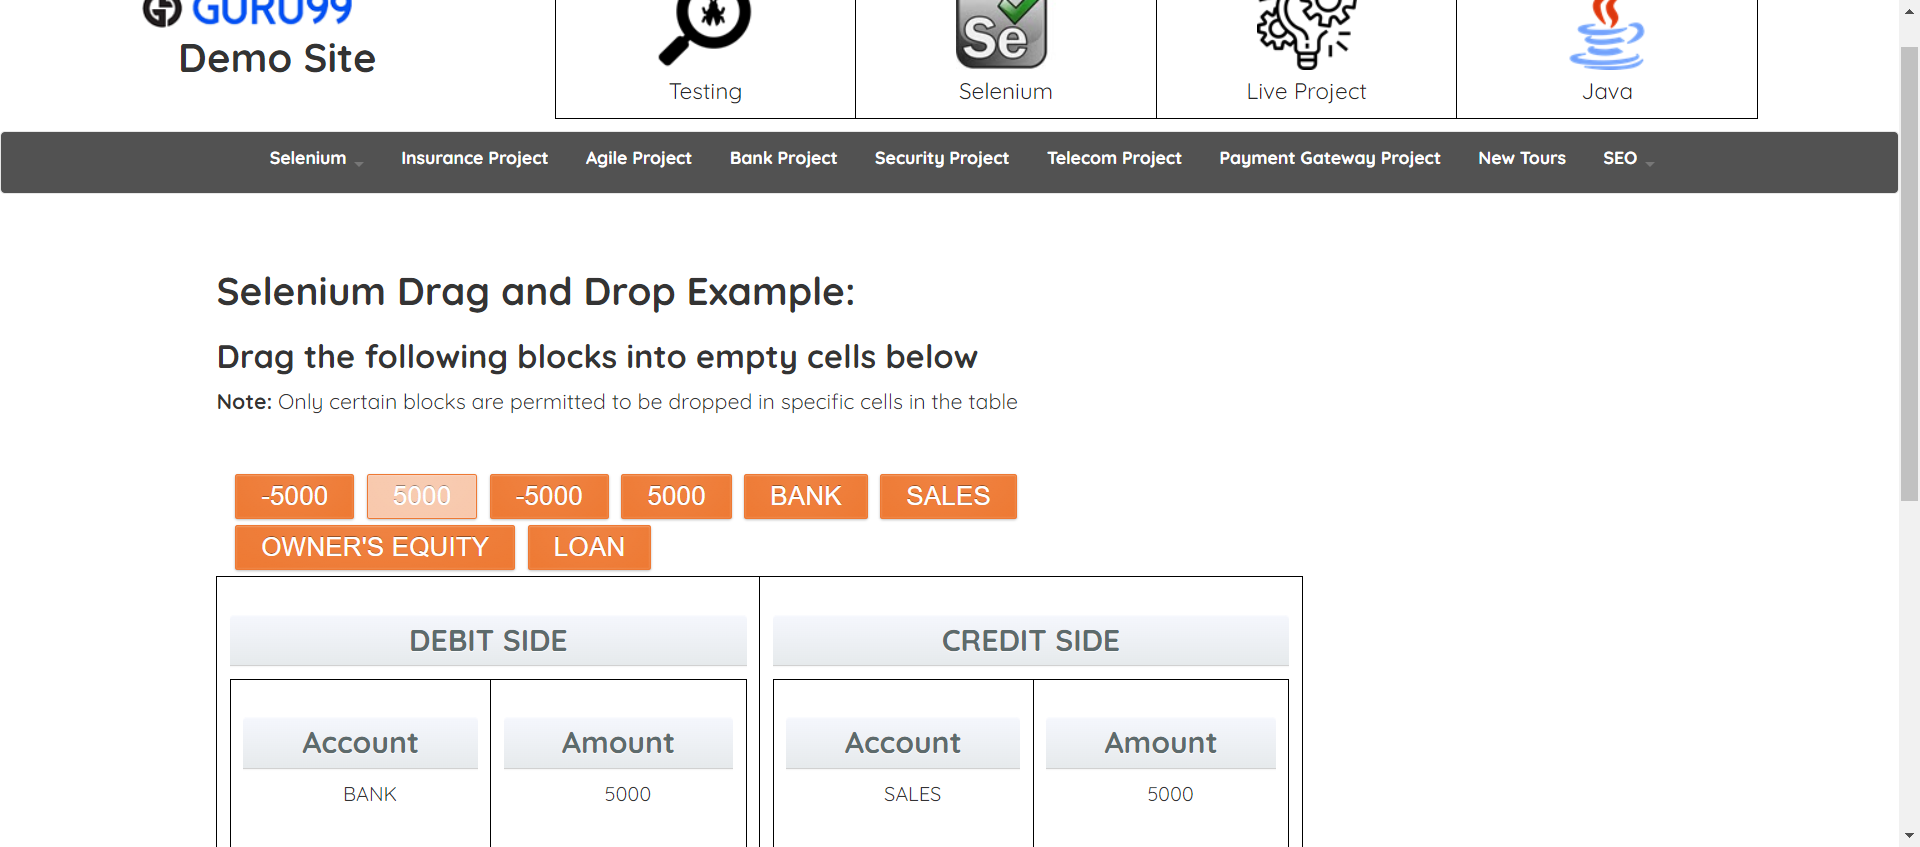 GURU99
Demo Site
Se
Testing
Selenium
Live Project
Java
Selenium Insurance Project Agile Project Bank Project Security Project Telecom Project Payment Gateway Project New Tours SEO
Selenium Drag and Drop Example:
Drag the following blocks into empty cells below
Note: Only certain blocks are permitted to be dropped in specific cells in the table
-5000 5000 -5000 5000 BANK SALES
OWNER'S EQUITY LOAN
DEBIT SIDE CREDIT SIDE
Account Amount Account Amount
BANK 5000 SALES 5000